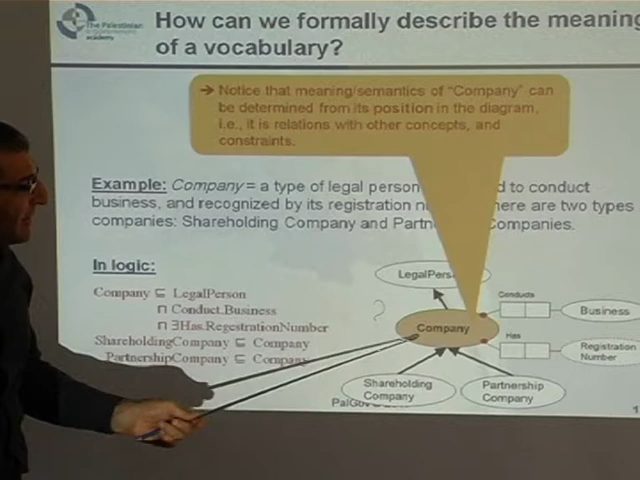 The Palestinian
academy
How can we formally describe the meaning
of a vocabulary?
➔ Notice that meaning/semantics of "Company" can
be determined from its position in the diagram,
i.e., it is relations with other concepts, and
constraints.
Example: Company = a type of legal person d to conduct
business, and recognized by its registration n here are two types
companies: Shareholding Company and Partn Companies.
In logic:
Company ⊑ LegalPerson
⊓ Conduct.Business
⊓ ∃Has.RegestrationNumber
ShareholdingCompany ⊑ Company
PartnershipCompany ⊑ Company
LegalPers
Conducts
Business
?
Company
Has
Registration
Number
Shareholding
Company
Partnership
Company
PalGov
1